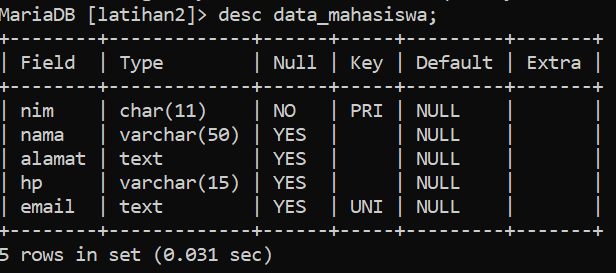 MariaDB [latihan2]> desc data_mahasiswa;
+--------+-------------+------+-----+---------+-------+
| Field  | Type        | Null | Key | Default | Extra |
+--------+-------------+------+-----+---------+-------+
| nim    | char(11)    | NO   | PRI | NULL    |       |
| nama   | varchar(50) | YES  |     | NULL    |       |
| alamat | text        | YES  |     | NULL    |       |
| hp     | varchar(15) | YES  |     | NULL    |       |
| email  | text        | YES  | UNI | NULL    |       |
+--------+-------------+------+-----+---------+-------+
5 rows in set (0.031 sec)